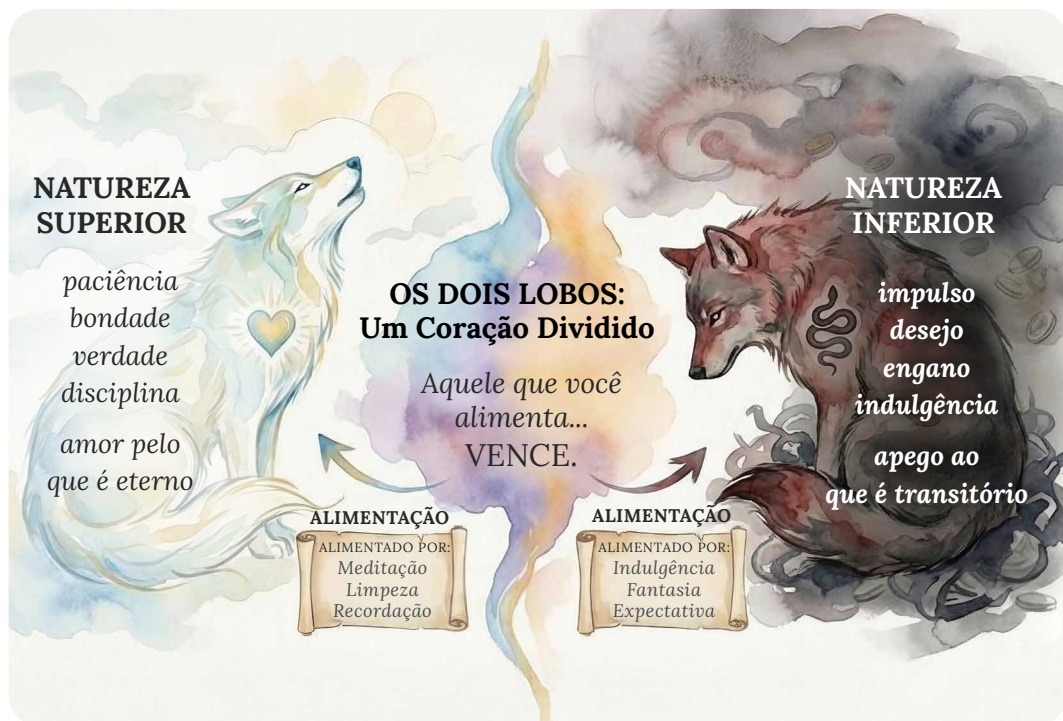 NATUREZA
SUPERIOR
paciência
bondade
verdade
disciplina
amor pelo
que é eterno
OS DOIS LOBOS:
Um Coração Dividido
Aquele que você
alimenta...
VENCE.
NATUREZA
INFERIOR
impulso
desejo
engano
indulgência
apego ao
que é transitório
ALIMENTAÇÃO
ALIMENTADO POR:
Meditação
Limpeza
Recordação
ALIMENTAÇÃO
ALIMENTADO POR:
Indulgência
Fantasia
Expectativa